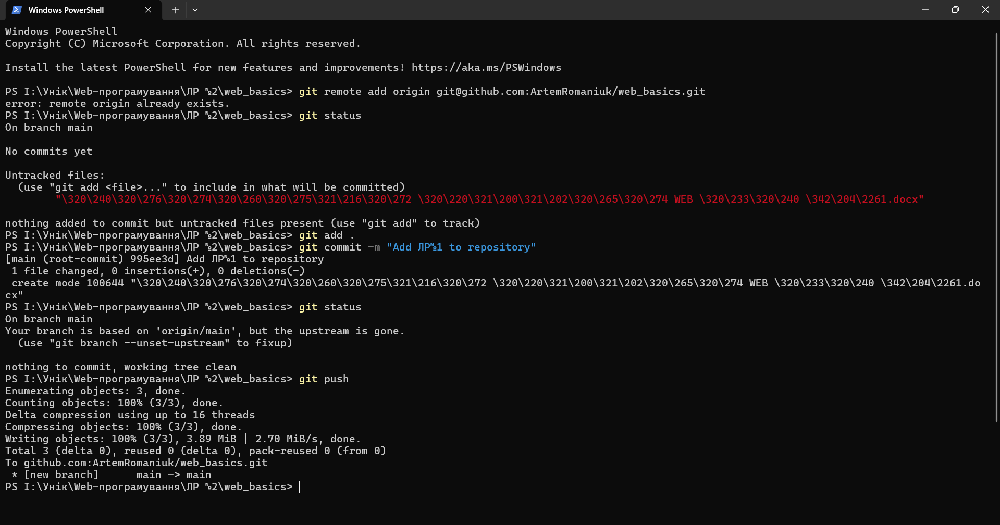 Windows PowerShell
Windows PowerShell
Copyright (C) Microsoft Corporation. All rights reserved.
Install the latest PowerShell for new features and improvements! https://aka.ms/PSWindows
PS I:\Унік\Web-програмування\ЛР №2\web_basics> git remote add origin git@github.com:ArtemRomaniuk/web_basics.git
error: remote origin already exists.
PS I:\Унік\Web-програмування\ЛР №2\web_basics> git status
On branch main
No commits yet
Untracked files:
(use "git add <file>..." to include in what will be committed)
"\320\240\320\276\320\274\320\260\320\275\321\216\320\272 \320\220\321\200\321\202\320\265\320\274 WEB \320\233\320\240 \342\204\2261.docx"
nothing added to commit but untracked files present (use "git add" to track)
PS I:\Унік\Web-програмування\ЛР №2\web_basics> git add .
PS I:\Унік\Web-програмування\ЛР №2\web_basics> git commit -m "Add ЛР№1 to repository"
[main (root-commit) 995ee3d] Add ЛР№1 to repository
1 file changed, 0 insertions(+), 0 deletions(-)
create mode 100644 "\320\240\320\276\320\274\320\260\320\275\321\216\320\272 \320\220\321\200\321\202\320\265\320\274 WEB \320\233\320\240 \342\204\2261.do
cx"
PS I:\Унік\Web-програмування\ЛР №2\web_basics> git status
On branch main
Your branch is based on 'origin/main', but the upstream is gone.
(use "git branch --unset-upstream" to fixup)
nothing to commit, working tree clean
PS I:\Унік\Web-програмування\ЛР №2\web_basics> git push
Enumerating objects: 3, done.
Counting objects: 100% (3/3), done.
Delta compression using up to 16 threads
Compressing objects: 100% (3/3), done.
Writing objects: 100% (3/3), 3.89 MiB | 2.70 MiB/s, done.
Total 3 (delta 0), reused 0 (delta 0), pack-reused 0 (from 0)
To github.com:ArtemRomaniuk/web_basics.git
* [new branch]      main -> main
PS I:\Унік\Web-програмування\ЛР №2\web_basics>